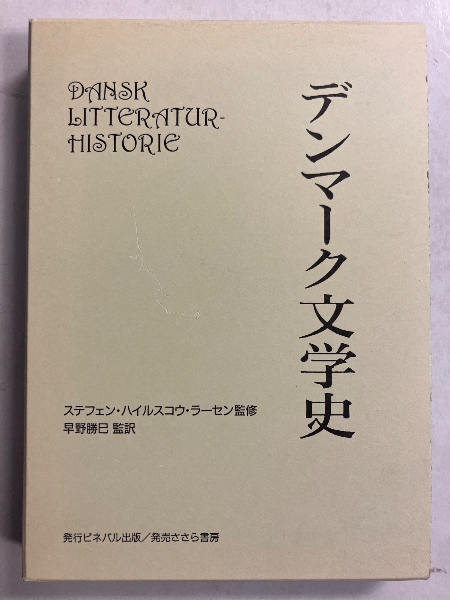 DANSK
LITTERATUR-
HISTORIE
デンマーク文学史
ステフェン・ハイルスコウ・ラーセン監修
早野勝巳 監訳
発行ビネバル出版／発売ささら書房